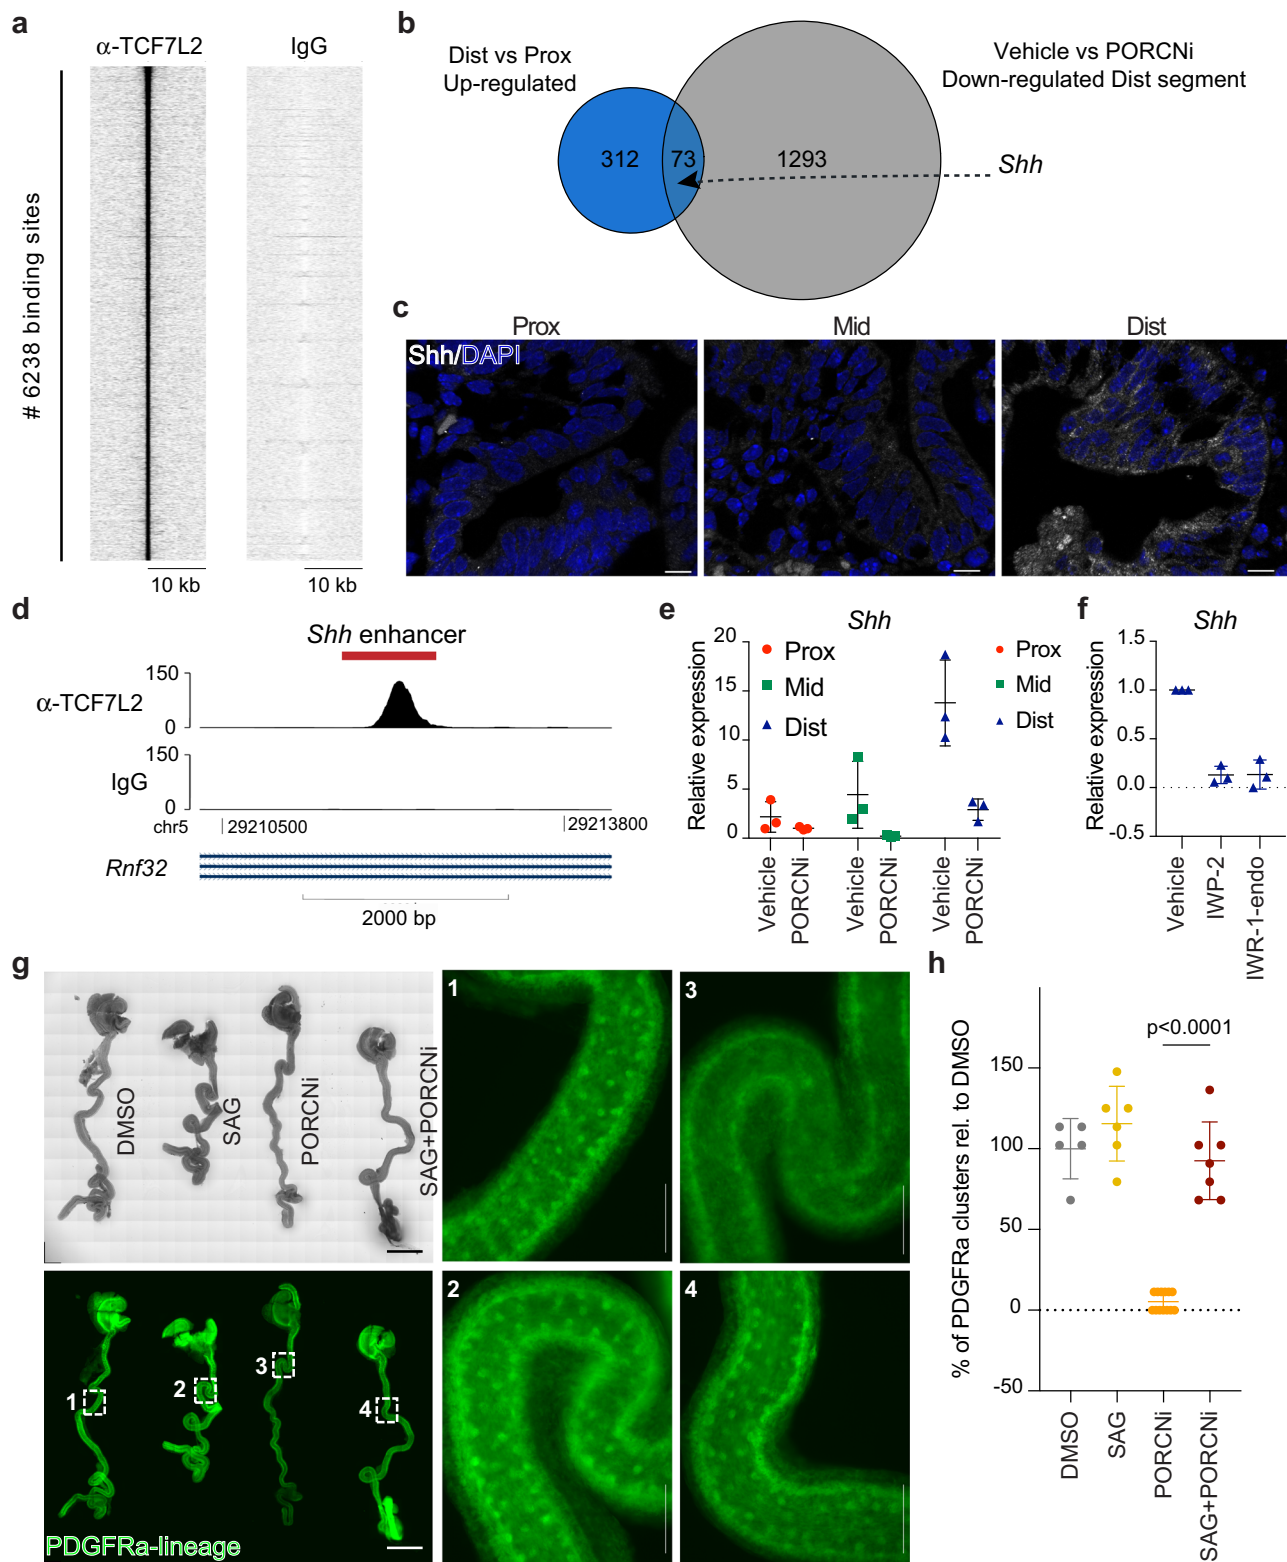 a
α-TCF7L2
IgG
# 6238 binding sites
10 kb
10 kb
b
Dist vs Prox
Up-regulated
Vehicle vs PORCNi
Down-regulated Dist segment
312
73
1293
Shh
c
Prox
Mid
Dist
Shh/DAPI
d
Shh enhancer
150
α-TCF7L2
0
150
IgG
0
chr5
29210500
29213800
Rnf32
2000 bp
e
Shh
20
15
10
5
0
Relative expression
Prox
Mid
Dist
Vehicle
PORCNi
Vehicle
PORCNi
Vehicle
PORCNi
Prox
Mid
Dist
f
Shh
1.5
1.0
0.5
0.0
-0.5
Relative expression
Vehicle
IWP-2
IWR-1-endo
g
DMSO
SAG
PORCNi
SAG+PORCNi
1
2
3
4
PDGFRa-lineage
1
3
2
4
h
p<0.0001
150
100
50
0
-50
% of PDGFRa clusters rel. to DMSO
DMSO
SAG
PORCNi
SAG+PORCNi